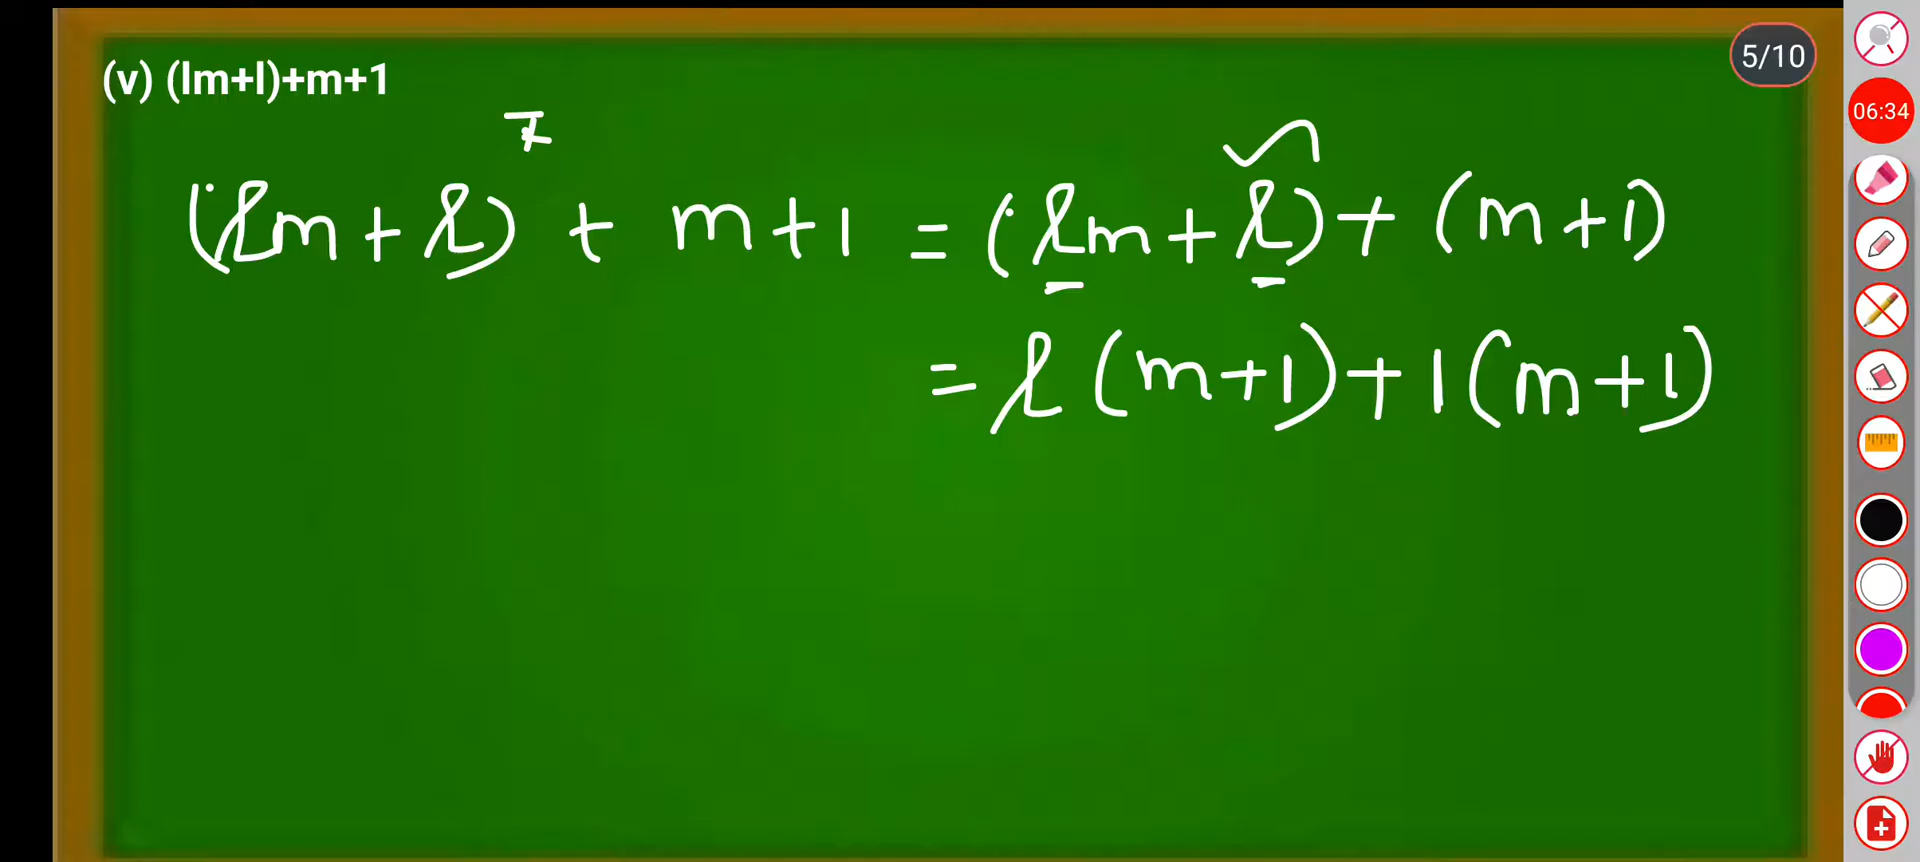 (v) (lm+l)+m+1
5/10
06:34
(lm + l) + m + 1 = (lm + l) + (m + 1)
= l (m + 1) + 1 (m + 1)